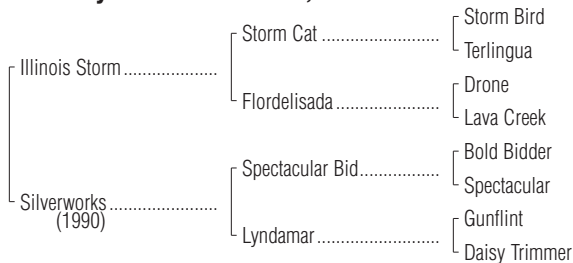 Storm Bird
Storm Cat
Terlingua
Illinois Storm
Drone
Flordelisada
Lava Creek
Bold Bidder
Spectacular Bid
Spectacular
Silverworks
(1990)
Gunflint
Lyndamar
Daisy Trimmer